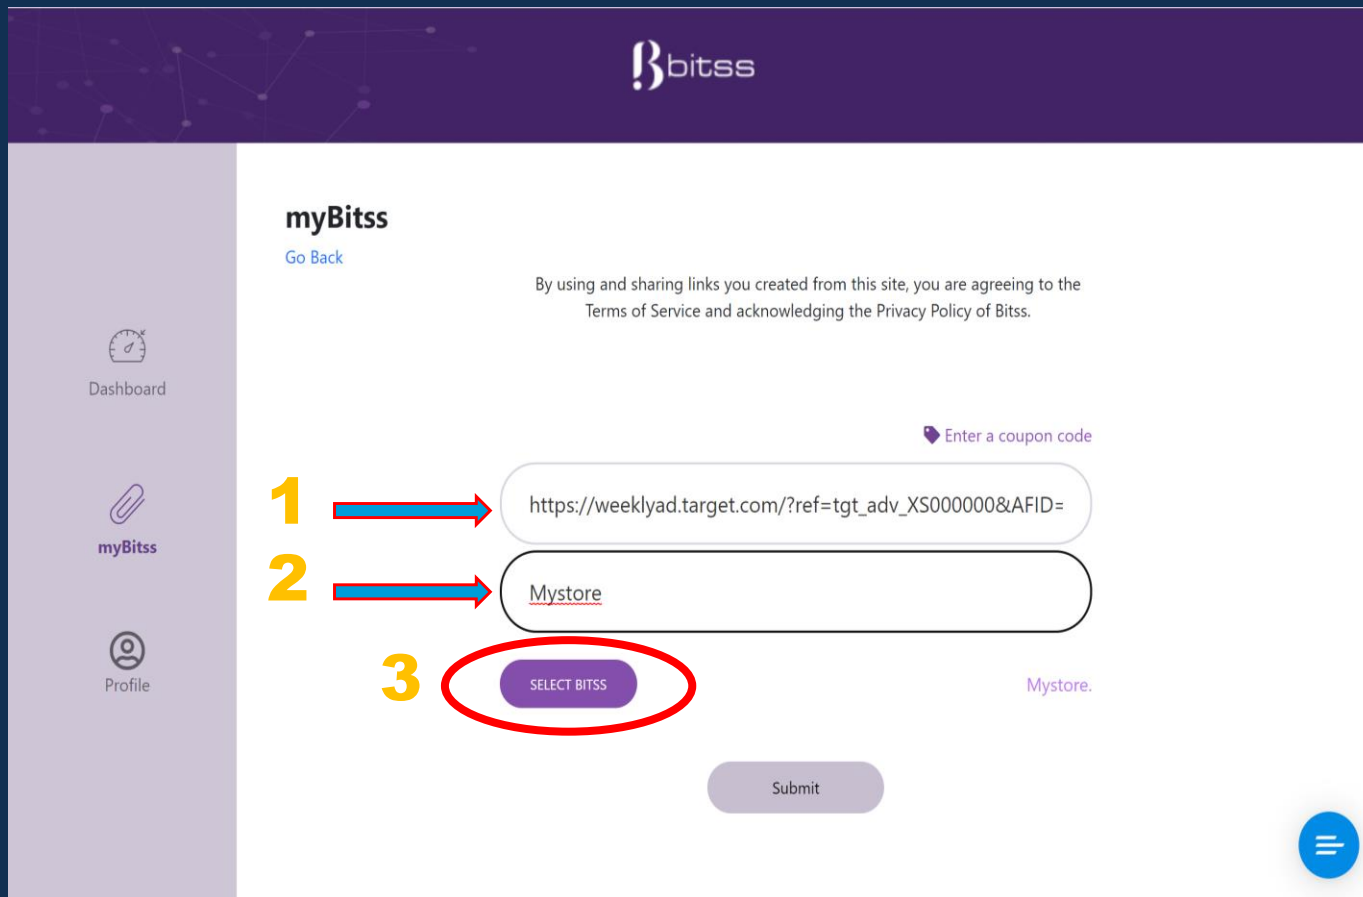 bitss
myBitss
Go Back
By using and sharing links you created from this site, you are agreeing to the
Terms of Service and acknowledging the Privacy Policy of Bitss.
Dashboard
Enter a coupon code
1
https://weeklyad.target.com/?ref=tgt_adv_XS000000&AFID=
myBitss
2
Mystore
3
SELECT BITSS
Mystore.
Profile
Submit